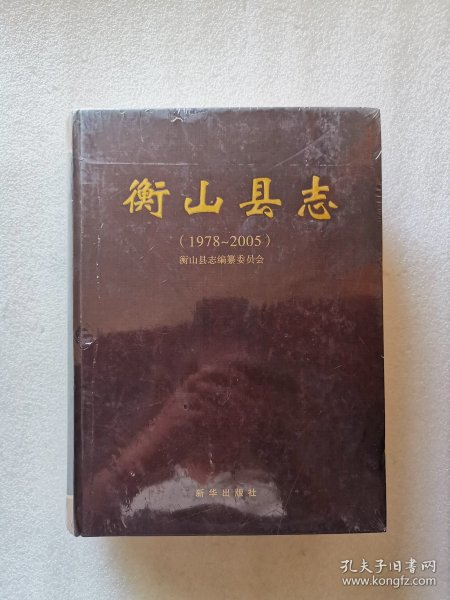 衡山县志
（1978~2005）
衡山县志编纂委员会
新华出版社
孔夫子旧书网
www.kongfz.com